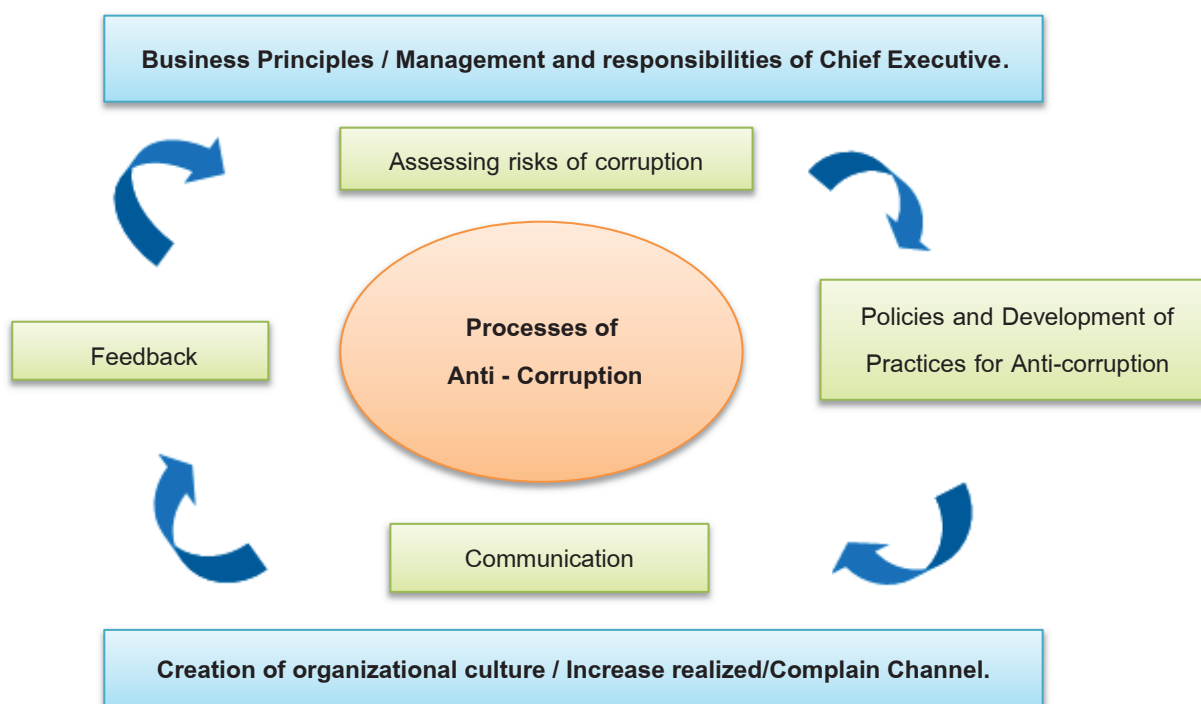 Business Principles / Management and responsibilities of Chief Executive.
Assessing risks of corruption
Processes of
Anti - Corruption
Policies and Development of
Practices for Anti-corruption
Feedback
Communication
Creation of organizational culture / Increase realized/Complain Channel.